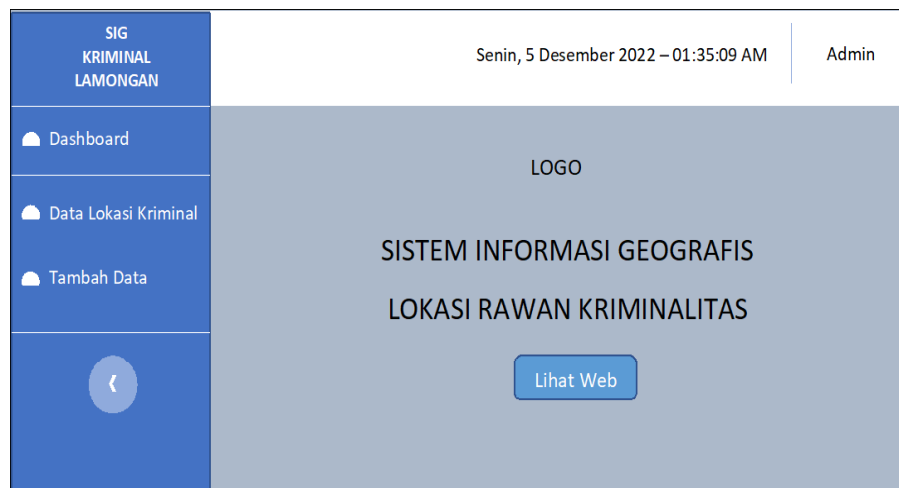 SIG
KRIMINAL
LAMONGAN
Senin, 5 Desember 2022 – 01:35:09 AM
Admin
Dashboard
Data Lokasi Kriminal
Tambah Data
LOGO
SISTEM INFORMASI GEOGRAFIS
LOKASI RAWAN KRIMINALITAS
Lihat Web